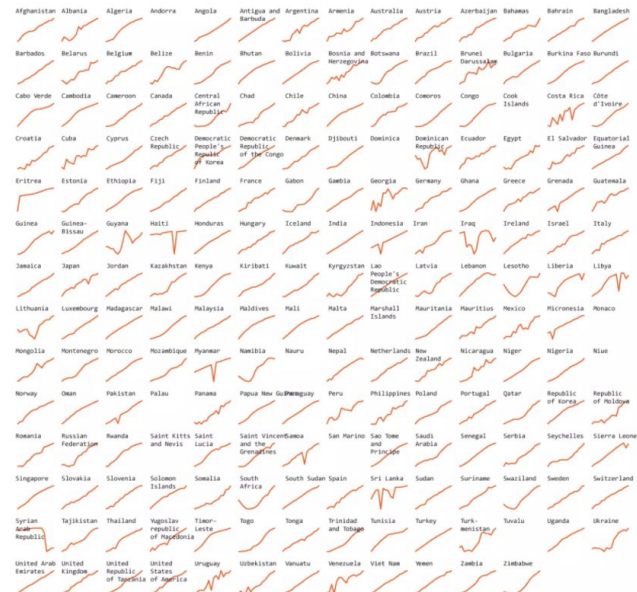 Afghanistan Albania Algeria Andorra Angola Antigua and Barbuda Argentina Armenia Australia Austria Azerbaijan Bahamas Bahrain Bangladesh
Barbados Belarus Belgium Belize Benin Bhutan Bolivia Bosnia and Herzegovina Botswana Brazil Brunei Darussalam Bulgaria Burkina Faso Burundi
Cabo Verde Cambodia Cameroon Canada Central African Republic Chad Chile China Colombia Comoros Congo Cook Islands Costa Rica Côte d'Ivoire
Croatia Cuba Cyprus Czech Republic Democratic People's Republic of Korea Democratic Republic of the Congo Denmark Djibouti Dominica Dominican Republic Ecuador Egypt El Salvador Equatorial Guinea
Eritrea Estonia Ethiopia Fiji Finland France Gabon Gambia Georgia Germany Ghana Greece Grenada Guatemala
Guinea Guinea-Bissau Guyana Haiti Honduras Hungary Iceland India Indonesia Iran Iraq Ireland Israel Italy
Jamaica Japan Jordan Kazakhstan Kenya Kiribati Kuwait Kyrgyzstan Lao People's Democratic Republic Latvia Lebanon Lesotho Liberia Libya
Lithuania Luxembourg Madagascar Malawi Malaysia Maldives Mali Malta Marshall Islands Mauritania Mauritius Mexico Micronesia Monaco
Mongolia Montenegro Morocco Mozambique Myanmar Namibia Nauru Nepal Netherlands New Zealand Nicaragua Niger Nigeria Niue
Norway Oman Pakistan Palau Panama Papua New Guinea Paraguay Peru Philippines Poland Portugal Qatar Republic of Korea Republic of Moldova
Romania Russian Federation Rwanda Saint Kitts and Nevis Saint Lucia Saint Vincent and the Grenadines Samoa San Marino Sao Tome and Principe Saudi Arabia Senegal Serbia Seychelles Sierra Leone
Singapore Slovakia Slovenia Solomon Islands Somalia South Africa South Sudan Spain Sri Lanka Sudan Suriname Swaziland Sweden Switzerland
Syrian Arab Republic Tajikistan Thailand Yugoslav republic of Macedonia Timor-Leste Togo Tonga Trinidad and Tobago Tunisia Turkey Turk-menistan Tuvalu Uganda Ukraine
United Arab Emirates United Kingdom United Republic of Tanzania United States of America Uruguay Uzbekistan Vanuatu Venezuela Viet Nam Yemen Zambia Zimbabwe